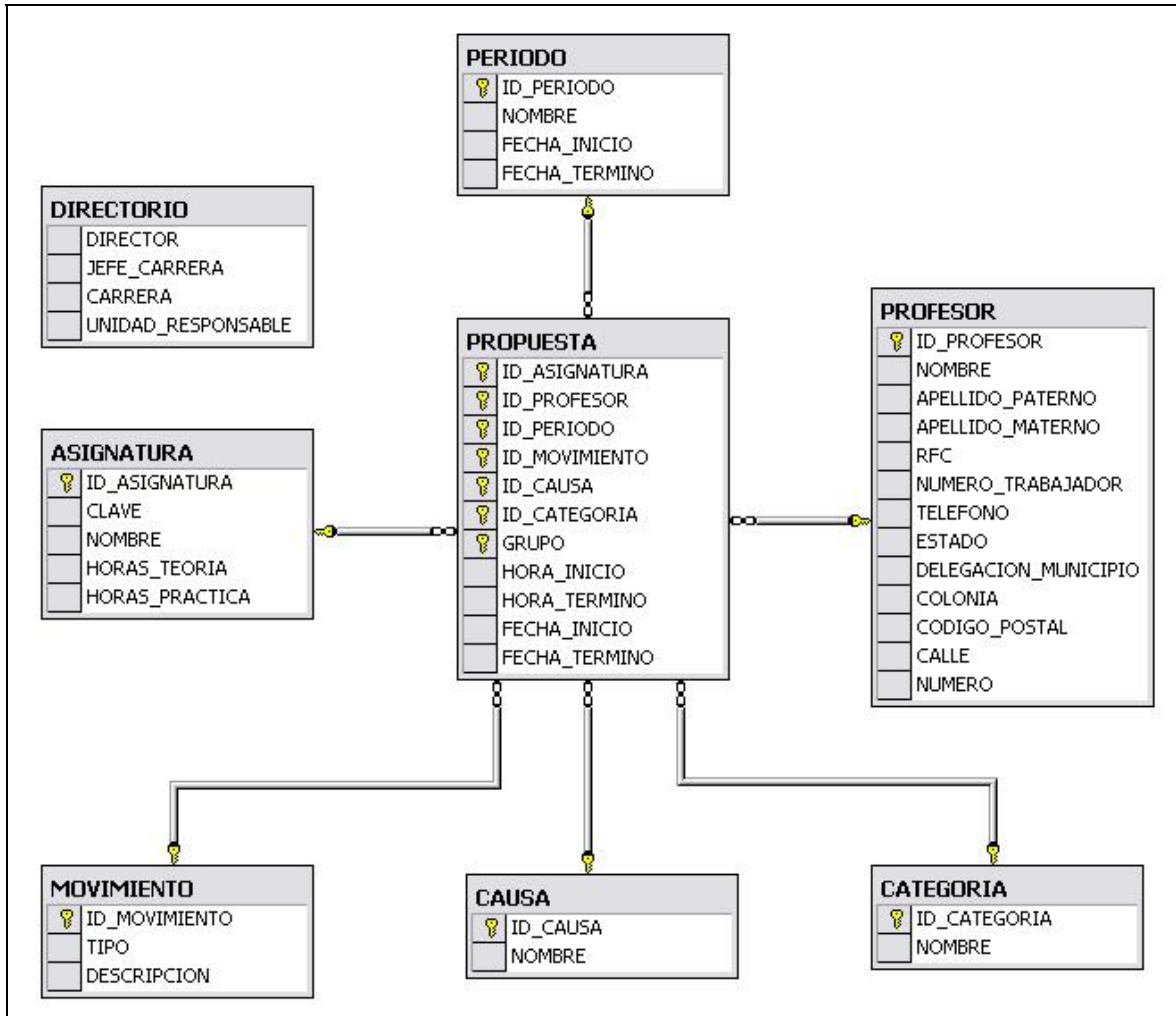 PERIODO
ID_PERIODO
NOMBRE
FECHA_INICIO
FECHA_TERMINO
DIRECTORIO
DIRECTOR
JEFE_CARRERA
CARRERA
UNIDAD_RESPONSABLE
PROPUESTA
ID_ASIGNATURA
ID_PROFESOR
ID_PERIODO
ID_MOVIMIENTO
ID_CAUSA
ID_CATEGORIA
GRUPO
HORA_INICIO
HORA_TERMINO
FECHA_INICIO
FECHA_TERMINO
PROFESOR
ID_PROFESOR
NOMBRE
APELLIDO_PATERNO
APELLIDO_MATERNO
RFC
NUMERO_TRABAJADOR
TELEFONO
ESTADO
DELEGACION_MUNICIPIO
COLONIA
CODIGO_POSTAL
CALLE
NUMERO
ASIGNATURA
ID_ASIGNATURA
CLAVE
NOMBRE
HORAS_TEORIA
HORAS_PRACTICA
MOVIMIENTO
ID_MOVIMIENTO
TIPO
DESCRIPCION
CAUSA
ID_CAUSA
NOMBRE
CATEGORIA
ID_CATEGORIA
NOMBRE